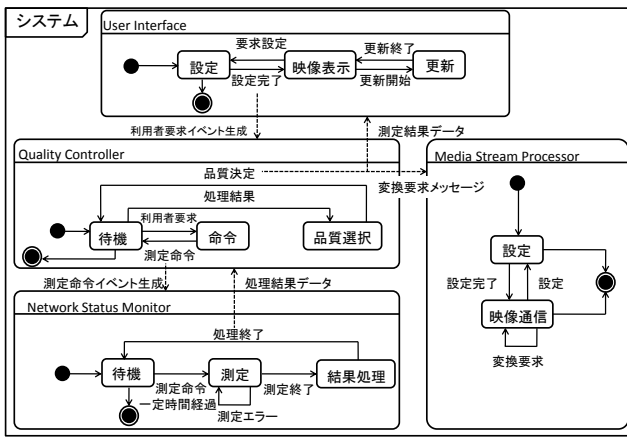 システム
User Interface
要求設定
更新終了
設定
映像表示
更新
設定完了
更新開始
利用者要求イベント生成
測定結果データ
Quality Controller
Media Stream Processor
品質決定
変換要求メッセージ
処理結果
利用者要求
待機
命令
品質選択
測定命令
設定
設定完了
設定
映像通信
変換要求
測定命令イベント生成
処理結果データ
Network Status Monitor
処理終了
待機
測定
結果処理
測定命令
測定終了
一定時間経過
測定エラー